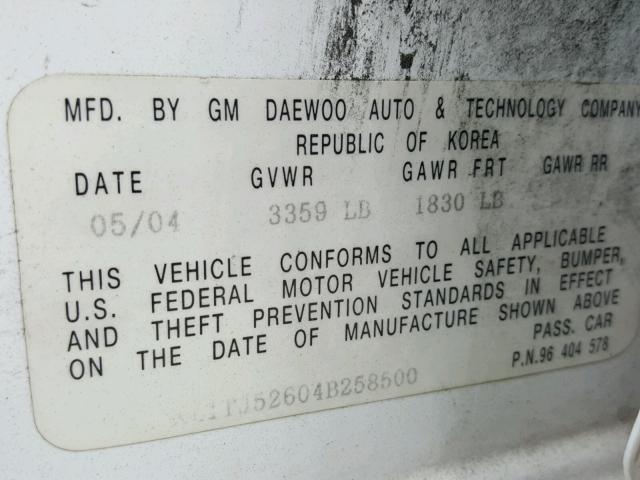 MFD. BY GM DAEWOO AUTO & TECHNOLOGY COMPANY
REPUBLIC OF KOREA
DATE GVWR GAWR FRT GAWR RR
05/04 3359 LB 1830 LB
THIS VEHICLE CONFORMS TO ALL APPLICABLE
U.S. FEDERAL MOTOR VEHICLE SAFETY, BUMPER,
AND THEFT PREVENTION STANDARDS IN EFFECT
ON THE DATE OF MANUFACTURE SHOWN ABOVE
PASS. CAR
P.N.96 404 578
KL1TJ52604B258500